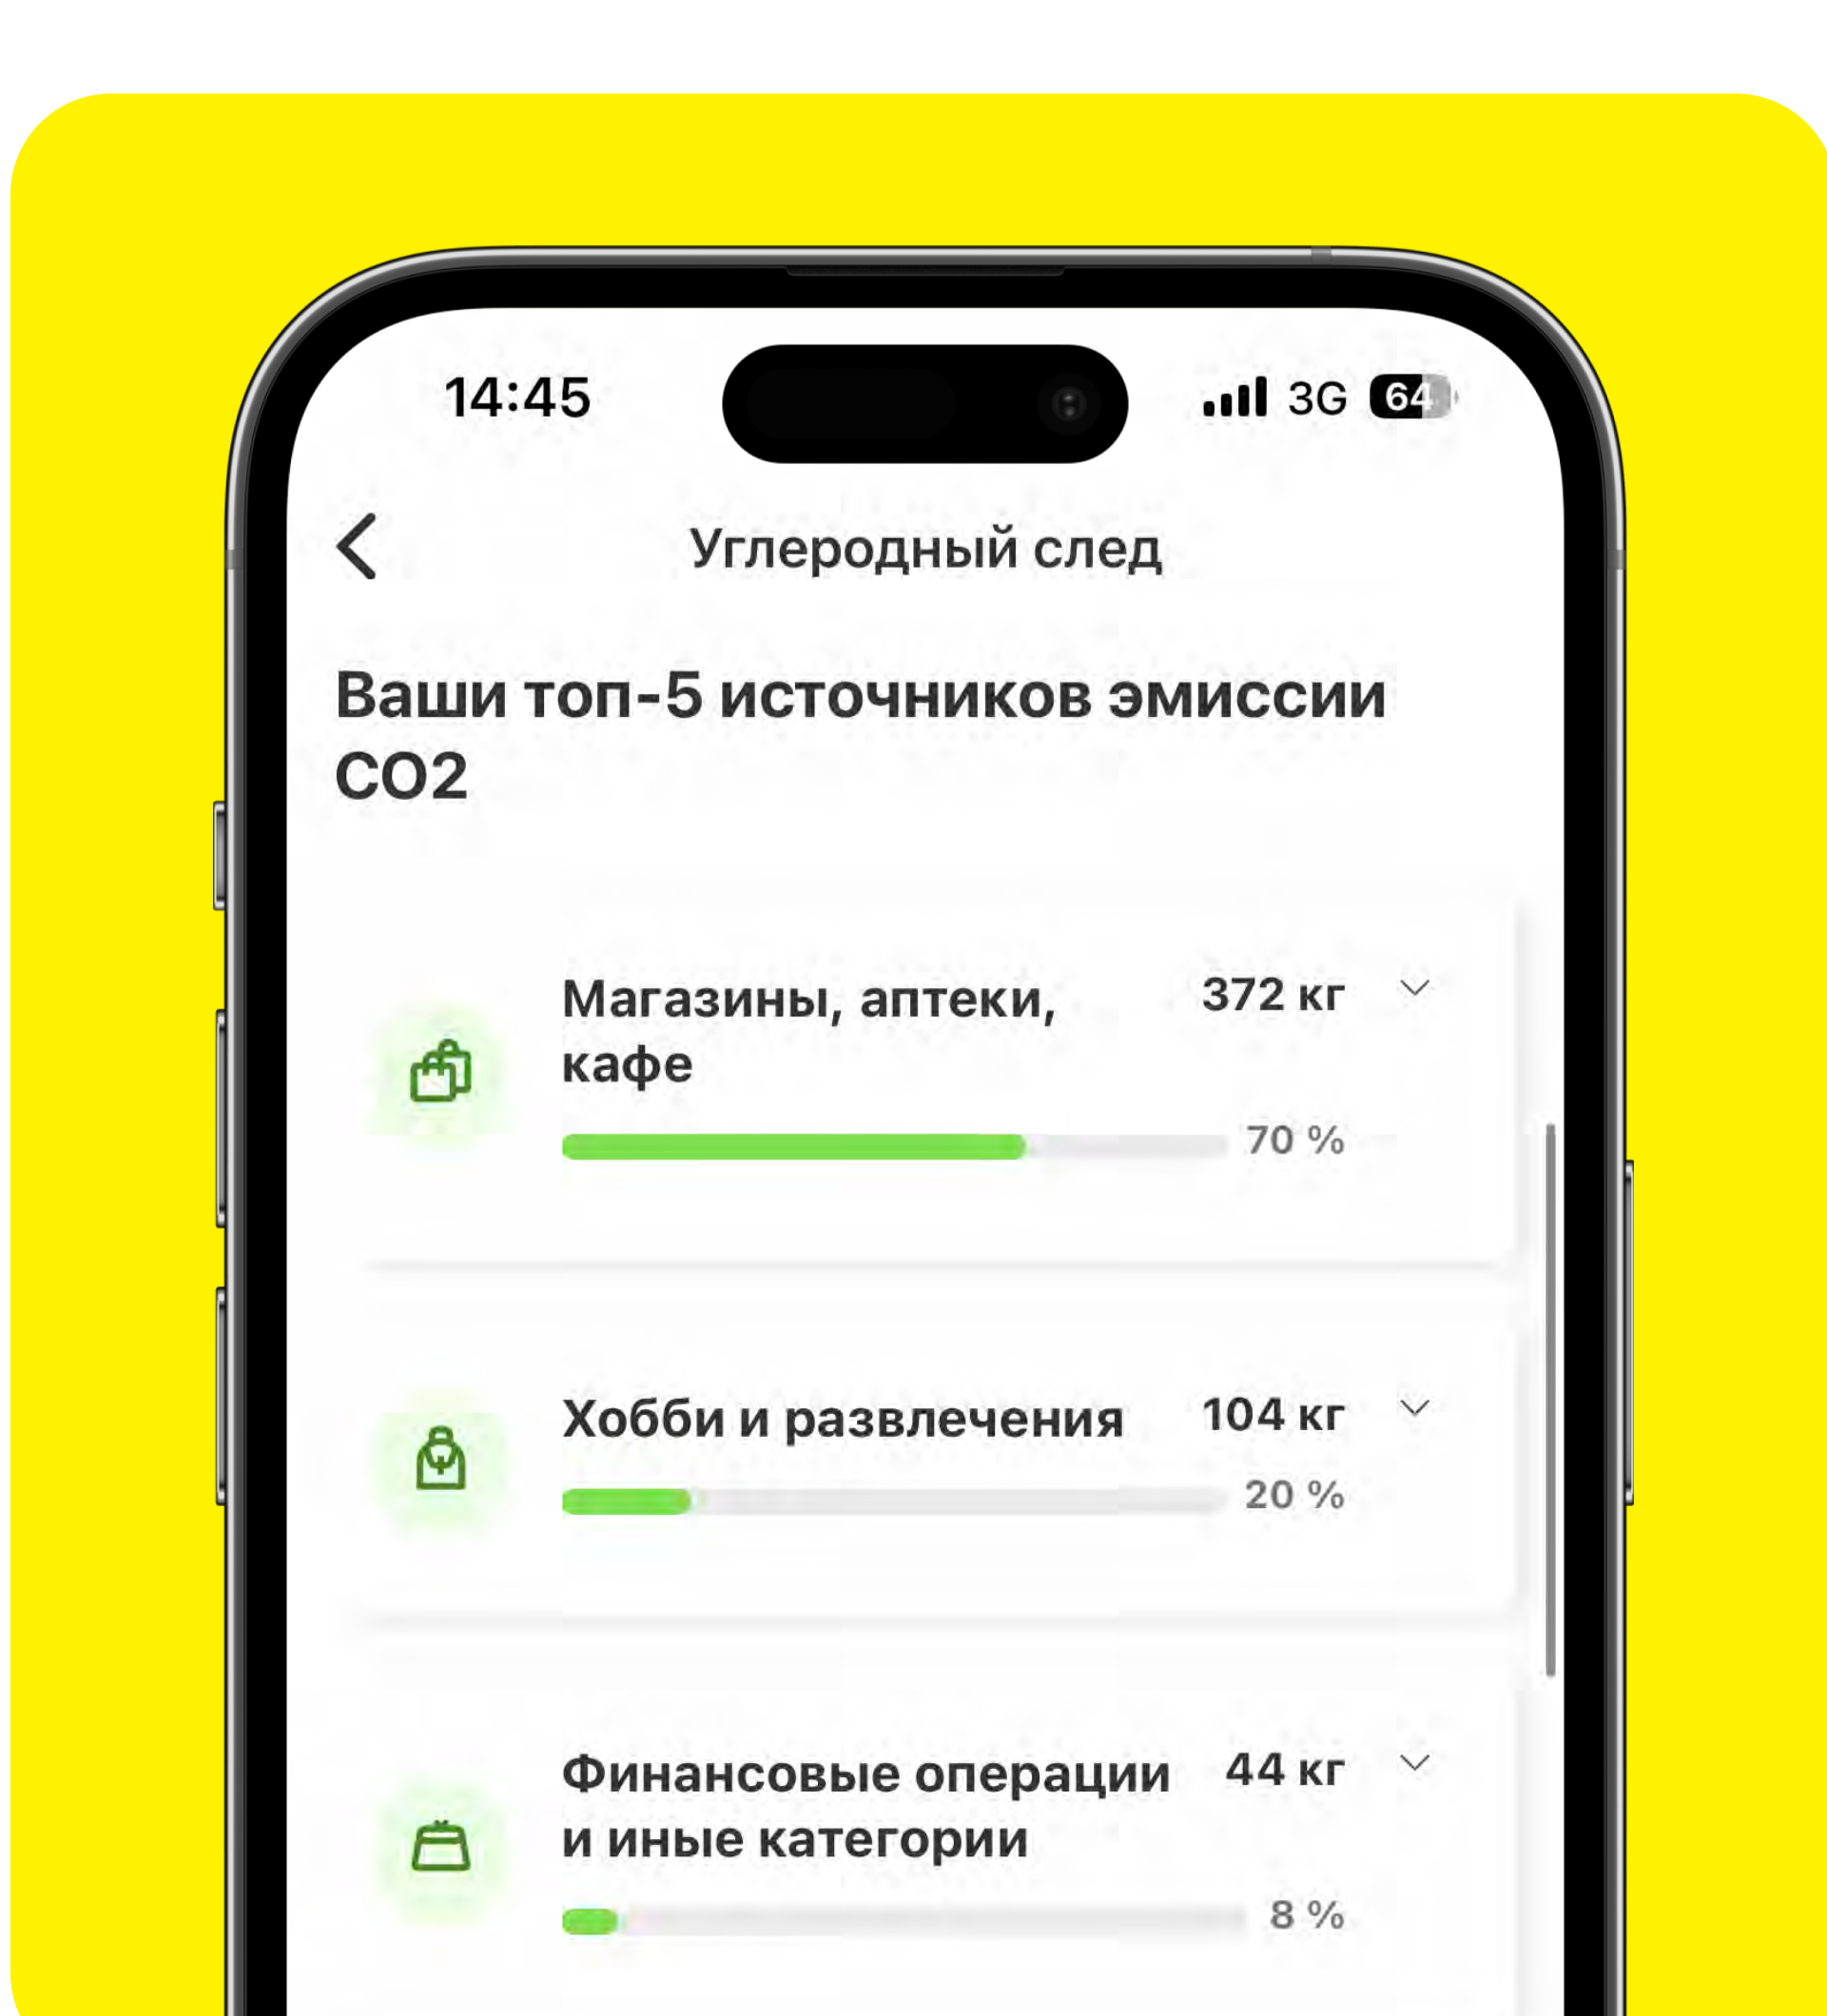 14:45 3G 64
Углеродный след
Ваши топ-5 источников эмиссии
CO2
Магазины, аптеки, 372 кг
кафе
70 %
Хобби и развлечения 104 кг
20 %
Финансовые операции 44 кг
и иные категории
8 %